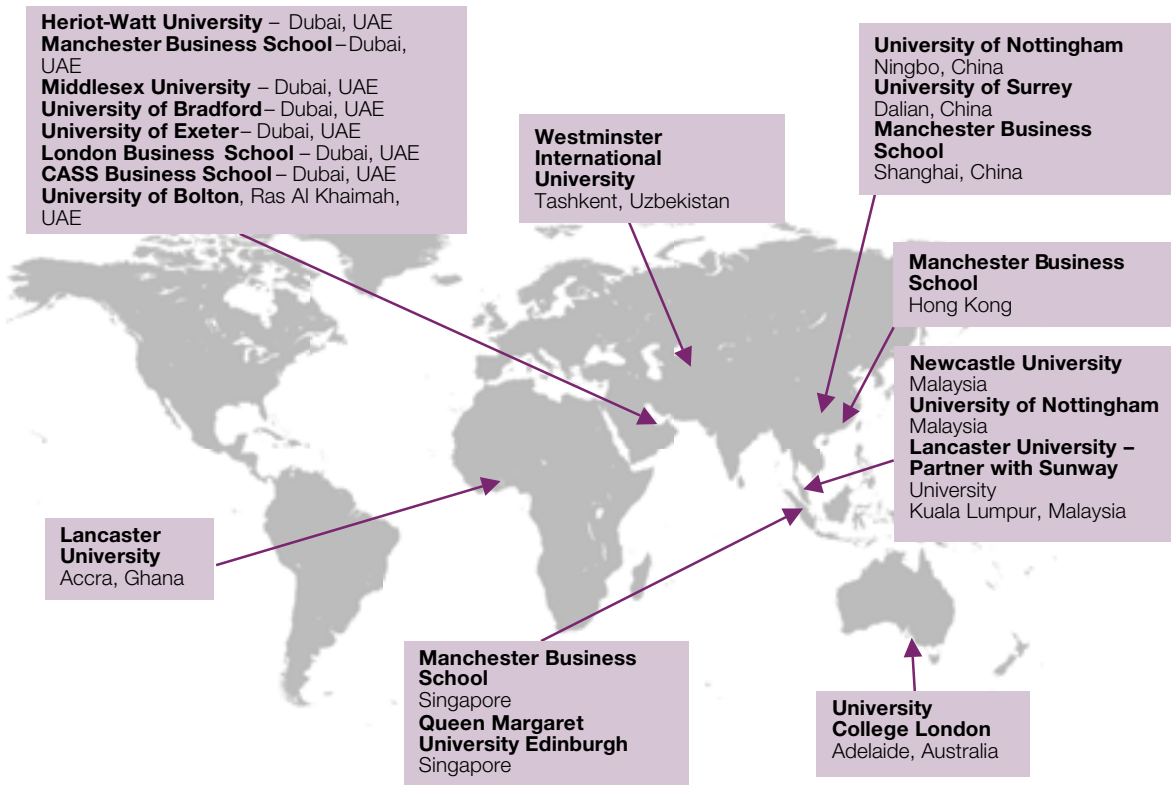 Heriot-Watt University – Dubai, UAE
Manchester Business School – Dubai,
UAE
Middlesex University – Dubai, UAE
University of Bradford – Dubai, UAE
University of Exeter – Dubai, UAE
London Business School – Dubai, UAE
CASS Business School – Dubai, UAE
University of Bolton, Ras Al Khaimah,
UAE
Westminster
International
University
Tashkent, Uzbekistan
University of Nottingham
Ningbo, China
University of Surrey
Dalian, China
Manchester Business
School
Shanghai, China
Manchester Business
School
Hong Kong
Newcastle University
Malaysia
University of Nottingham
Malaysia
Lancaster University –
Partner with Sunway
University
Kuala Lumpur, Malaysia
Lancaster
University
Accra, Ghana
Manchester Business
School
Singapore
Queen Margaret
University Edinburgh
Singapore
University
College London
Adelaide, Australia